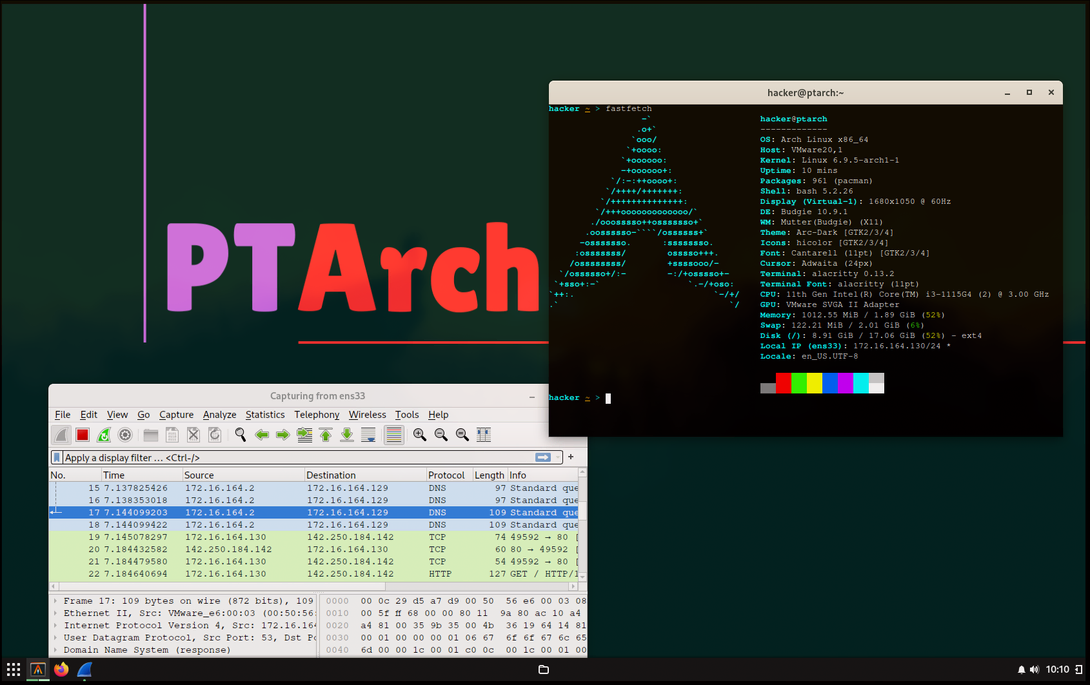 PTArch
hacker@ptarch:~
hacker ~ > fastfetch
hacker@ptarch
-------------
OS: Arch Linux x86_64
Host: VMware20,1
Kernel: Linux 6.9.5-arch1-1
Uptime: 10 mins
Packages: 961 (pacman)
Shell: bash 5.2.26
Display (Virtual-1): 1680x1050 @ 60Hz
DE: Budgie 10.9.1
WM: Mutter(Budgie) (X11)
Theme: Arc-Dark [GTK2/3/4]
Icons: hicolor [GTK2/3/4]
Font: Cantarell (11pt) [GTK2/3/4]
Cursor: Adwaita (24px)
Terminal: alacritty 0.13.2
Terminal Font: alacritty (11pt)
CPU: 11th Gen Intel(R) Core(TM) i3-1115G4 (2) @ 3.00 GHz
GPU: VMware SVGA II Adapter
Memory: 1012.55 MiB / 1.89 GiB (52%)
Swap: 122.21 MiB / 2.01 GiB (6%)
Disk (/): 8.91 GiB / 17.06 GiB (52%) - ext4
Local IP (ens33): 172.16.164.130/24 *
Locale: en_US.UTF-8
hacker ~ >
Capturing from ens33
File Edit View Go Capture Analyze Statistics Telephony Wireless Tools Help
Apply a display filter ... <Ctrl-/>
No. Time Source Destination Protocol Length Info
15 7.137825426 172.16.164.2 172.16.164.129 DNS 97 Standard que
16 7.138353018 172.16.164.2 172.16.164.129 DNS 97 Standard que
17 7.144099203 172.16.164.2 172.16.164.129 DNS 109 Standard que
18 7.144099422 172.16.164.2 172.16.164.129 DNS 109 Standard que
19 7.145078297 172.16.164.130 142.250.184.142 TCP 74 49592 → 80 [
20 7.184432582 142.250.184.142 172.16.164.130 TCP 60 80 → 49592 [
21 7.184479580 172.16.164.130 142.250.184.142 TCP 54 49592 → 80 [
22 7.184640694 172.16.164.130 142.250.184.142 HTTP 127 GET / HTTP/1
Frame 17: 109 bytes on wire (872 bits), 109
Ethernet II, Src: VMware_e6:00:03 (00:50:56:
Internet Protocol Version 4, Src: 172.16.164
User Datagram Protocol, Src Port: 53, Dst Po
Domain Name System (response)
0000 00 0c 29 d5 a7 d9 00 50 56 e6 00 03 08
0010 00 5f ff 68 00 00 80 11 9a 80 ac 10 a4
0020 a4 81 00 35 9b 35 00 4b 36 19 64 14 81
0030 00 01 00 00 00 01 06 67 6f 6f 67 6c 65
0040 6d 00 00 1c 00 01 c0 0c 00 1c 00 01 00
10:10